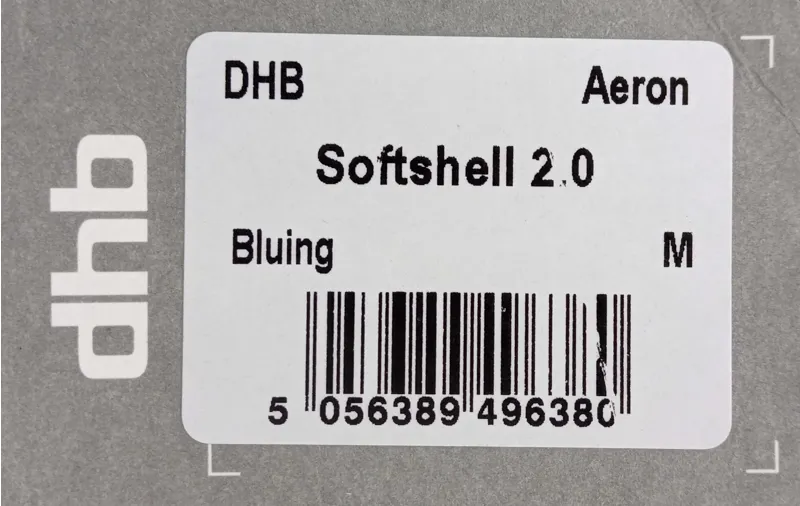 dhb
DHB Aeron
Softshell 2.0
Bluing M
5 056389 496380